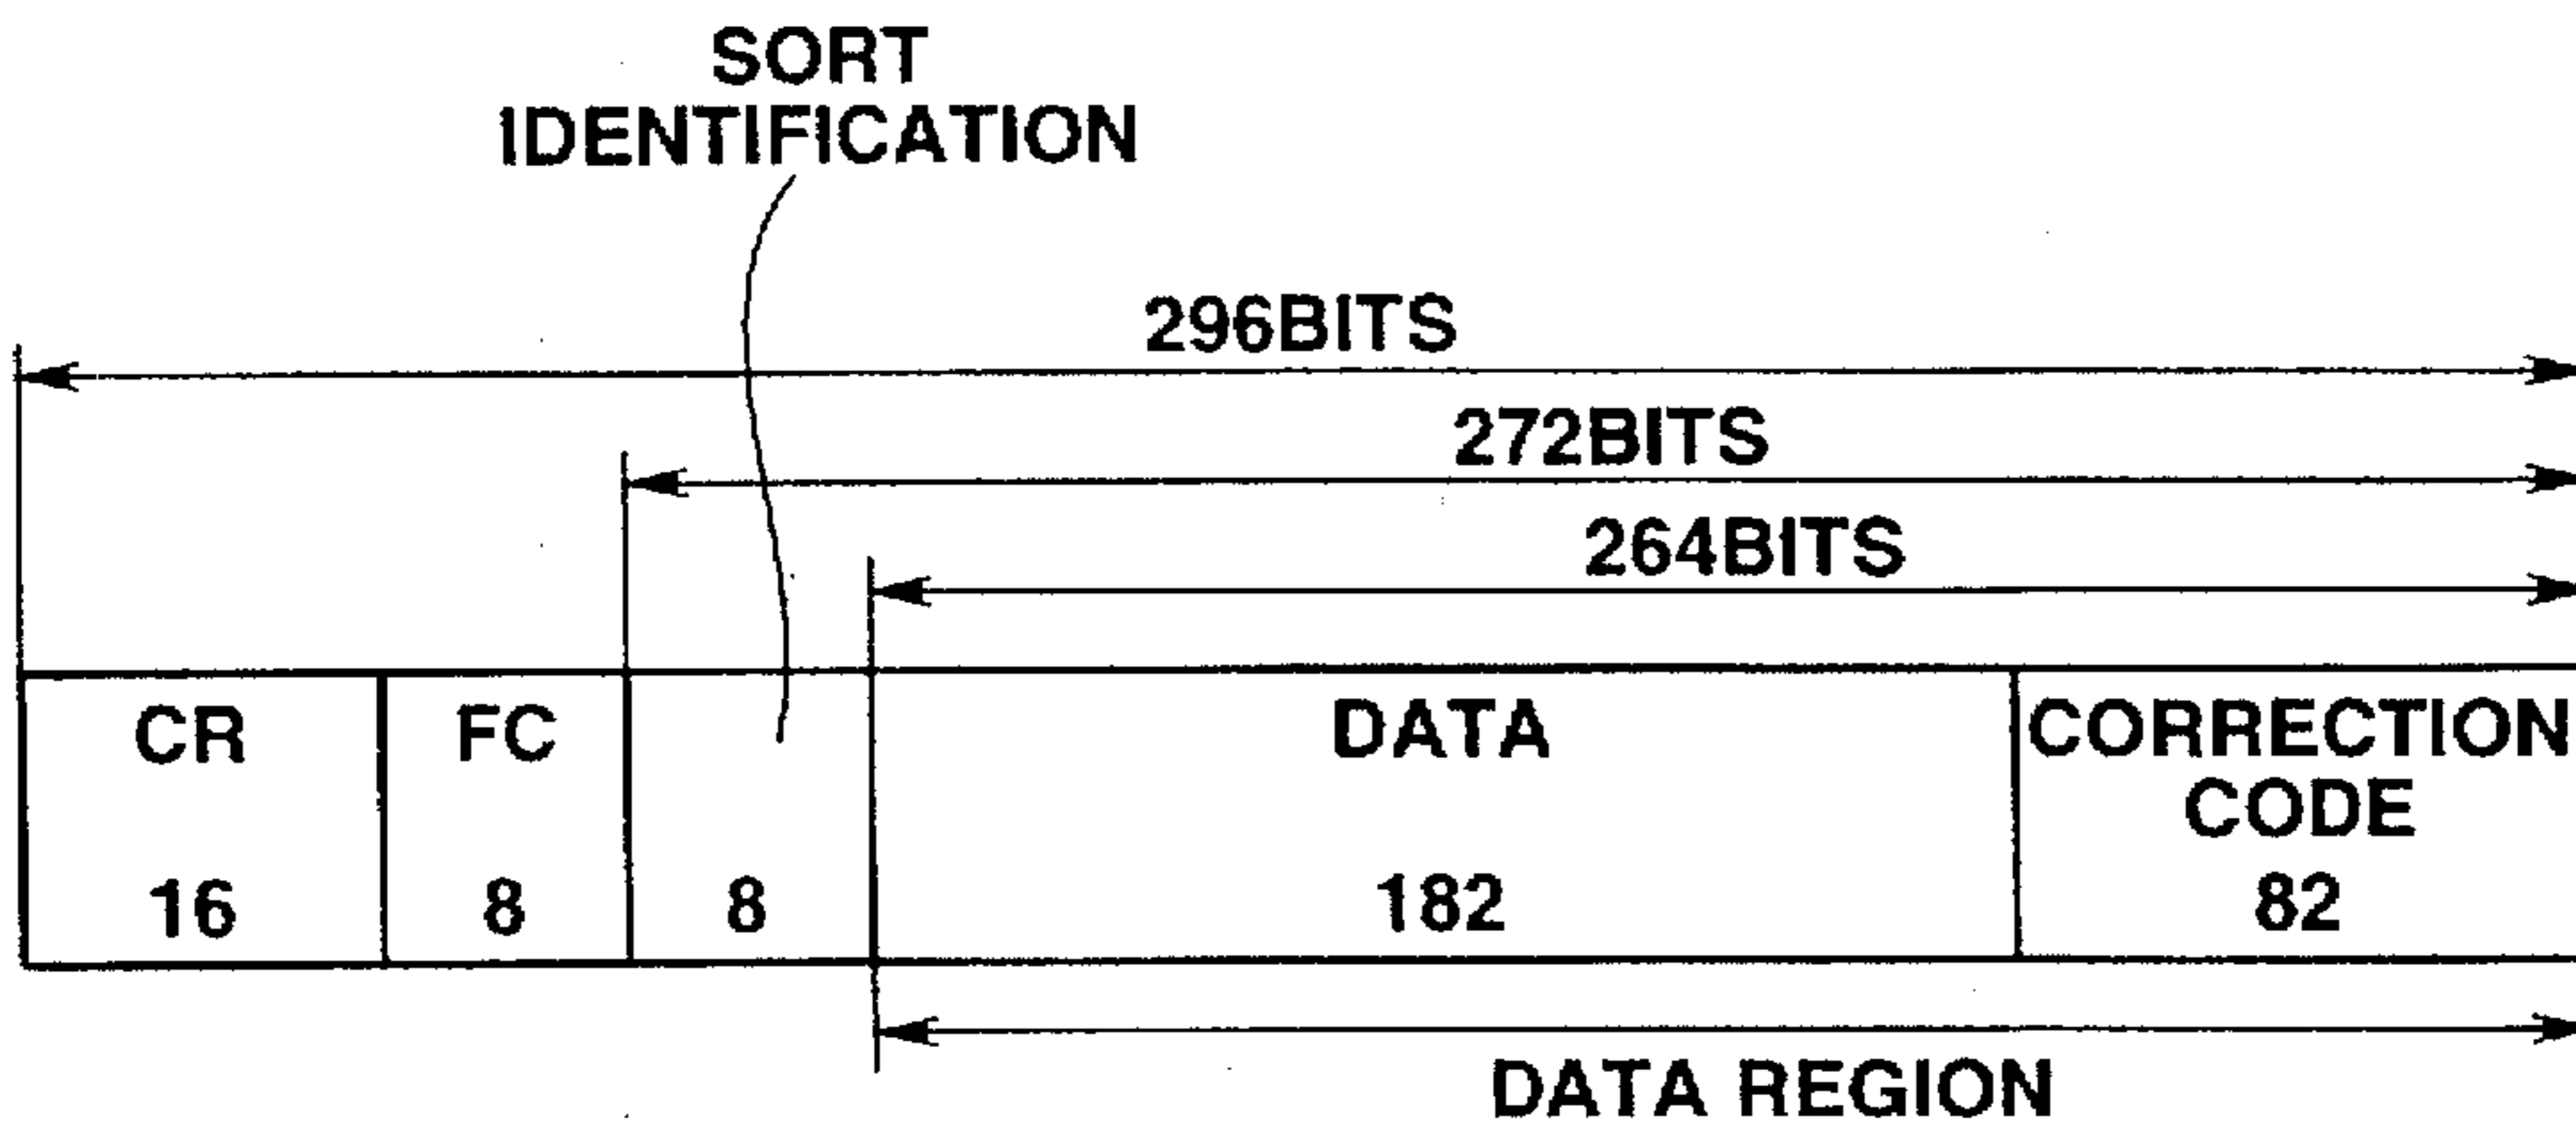 SORT
IDENTIFICATION
296BITS
272BITS
264BITS
CR
FC
DATA
CORRECTION
CODE
16
8
8
182
82
DATA REGION